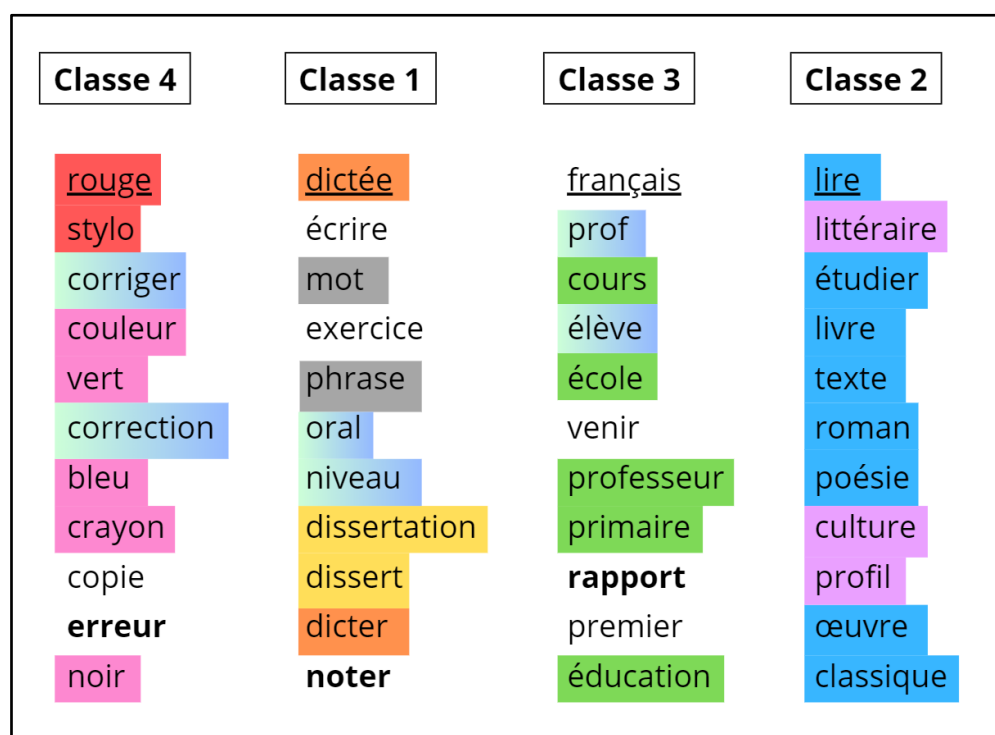 Classe 4
rouge
stylo
corriger
couleur
vert
correction
bleu
crayon
copie
erreur
noir
Classe 1
dictée
écrire
mot
exercice
phrase
oral
niveau
dissertation
dissert
dicter
noter
Classe 3
français
prof
cours
élève
école
venir
professeur
primaire
rapport
premier
éducation
Classe 2
lire
littéraire
étudier
livre
texte
roman
poésie
culture
profil
œuvre
classique